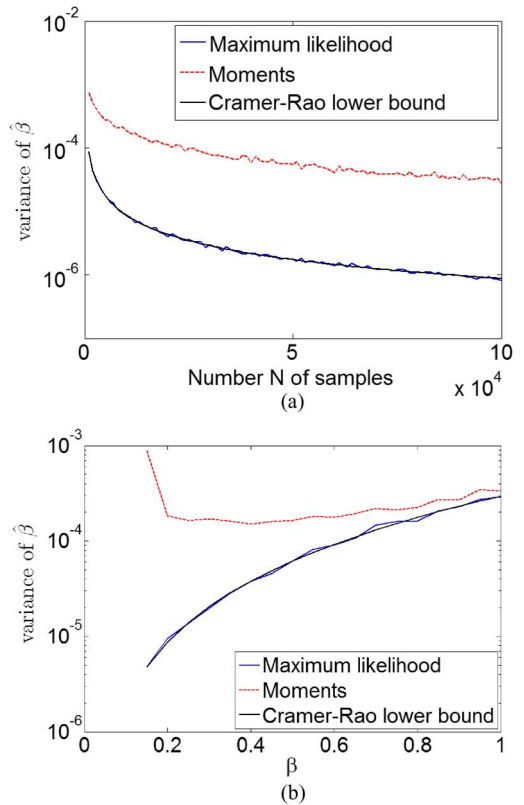 10^-2
Maximum likelihood
Moments
Cramer-Rao lower bound
10^-4
variance of β̂
10^-6
0 5 10
Number N of samples x 10^4
(a)
10^-3
10^-4
variance of β̂
10^-5
Maximum likelihood
Moments
Cramer-Rao lower bound
10^-6
0 0.2 0.4 0.6 0.8 1
β
(b)